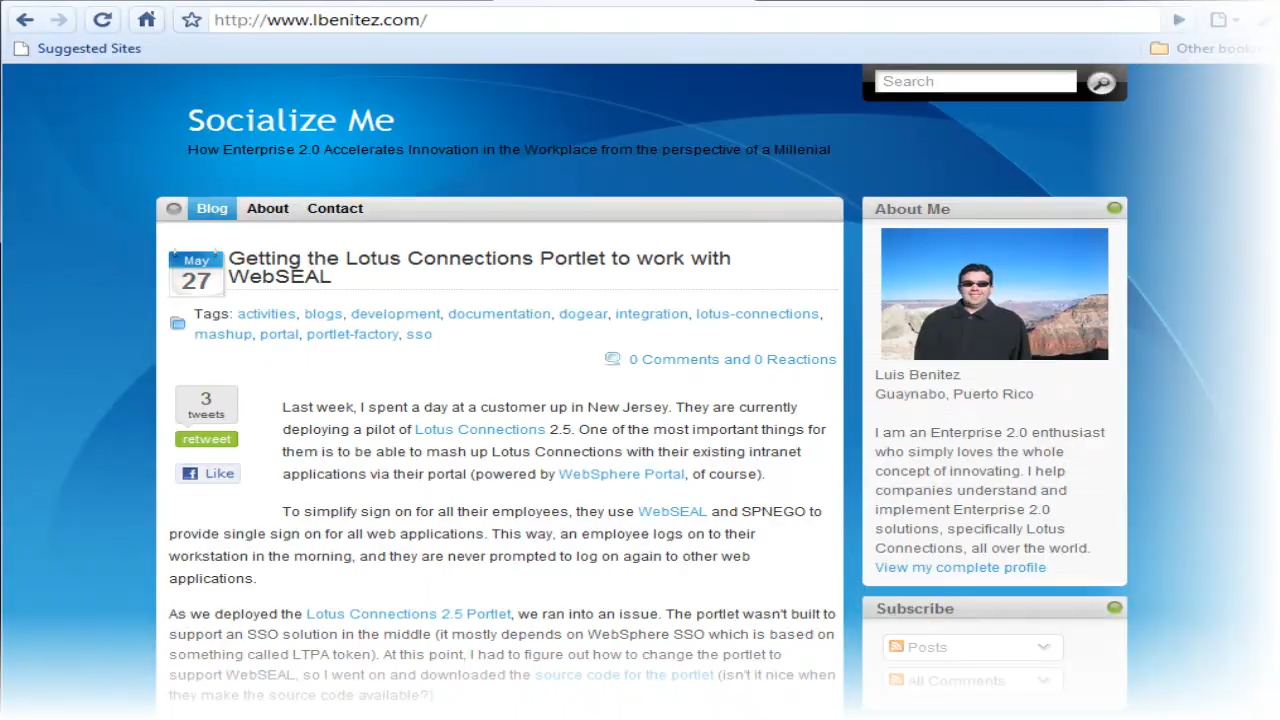 http://www.lbenitez.com/
Suggested Sites
Search
Socialize Me
How Enterprise 2.0 Accelerates Innovation in the Workplace from the perspective of a Millenial
Blog About Contact
May
27
Getting the Lotus Connections Portlet to work with
WebSEAL
Tags: activities, blogs, development, documentation, dogear, integration, lotus-connections,
mashup, portal, portlet-factory, sso
0 Comments and 0 Reactions
3
tweets
retweet
Like
Last week, I spent a day at a customer up in New Jersey. They are currently
deploying a pilot of Lotus Connections 2.5. One of the most important things for
them is to be able to mash up Lotus Connections with their existing intranet
applications via their portal (powered by WebSphere Portal, of course).
To simplify sign on for all their employees, they use WebSEAL and SPNEGO to
provide single sign on for all web applications. This way, an employee logs on to their
workstation in the morning, and they are never prompted to log on again to other web
applications.
As we deployed the Lotus Connections 2.5 Portlet, we ran into an issue. The portlet wasn't built to
support an SSO solution in the middle (it mostly depends on WebSphere SSO which is based on
something called LTPA token). At this point, I had to figure out how to change the portlet to
support WebSEAL, so I went on and downloaded the source code for the portlet (isn't it nice when
they make the source code available?)
About Me
Luis Benitez
Guaynabo, Puerto Rico
I am an Enterprise 2.0 enthusiast
who simply loves the whole
concept of innovating. I help
companies understand and
implement Enterprise 2.0
solutions, specifically Lotus
Connections, all over the world.
View my complete profile
Subscribe
Posts
All Comments
Other